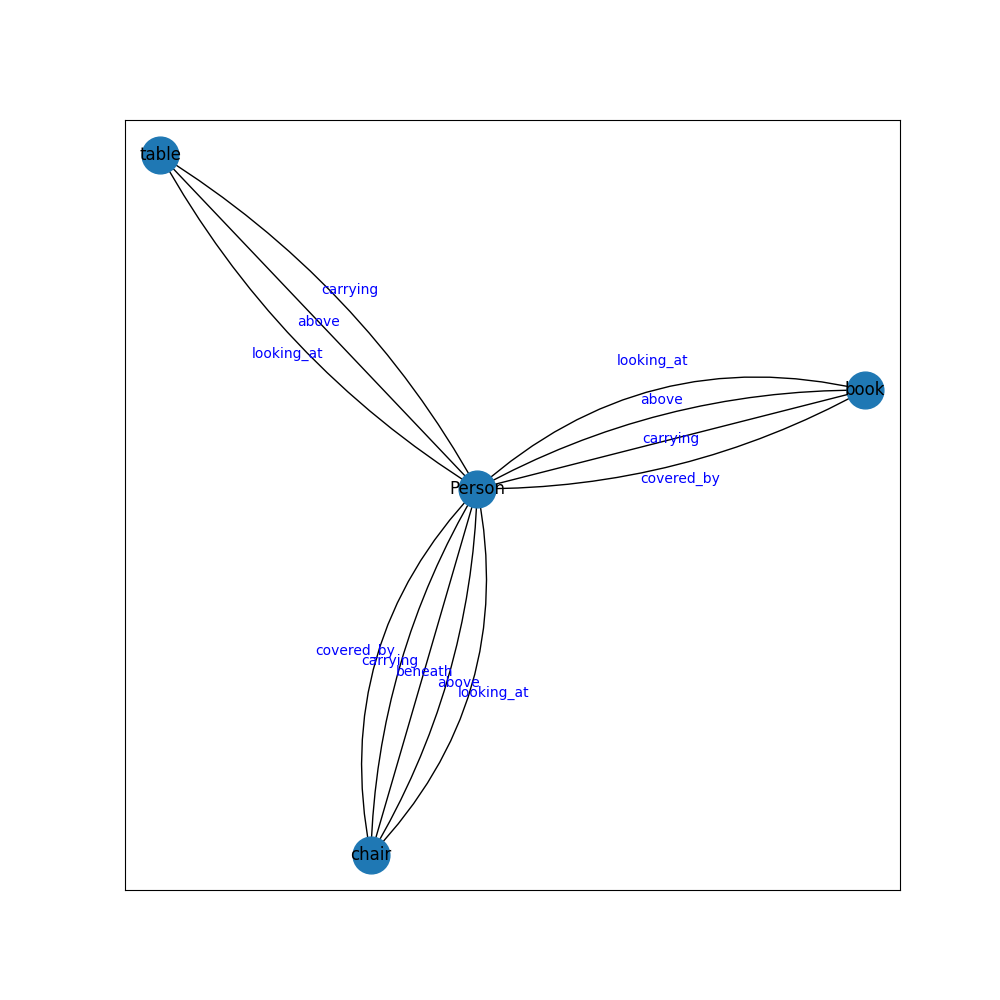 table
carrying
above
looking_at
looking_at
book
above
carrying
covered_by
Person
covered_by
carrying
beneath
above
looking_at
chair